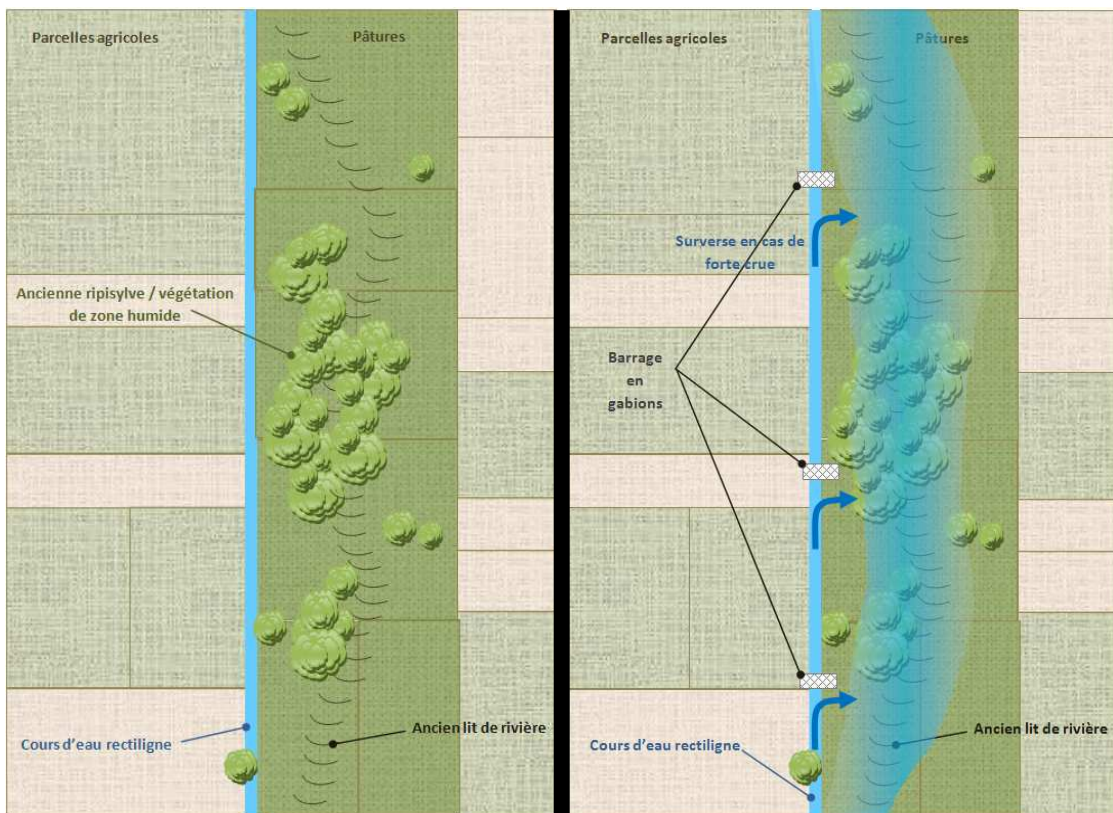 Parcelles agricoles
Pâtures
Ancienne ripisylve / végétation
de zone humide
Cours d'eau rectiligne
Ancien lit de rivière
Parcelles agricoles
Pâtures
Surverse en cas de
forte crue
Barrage
en
gabions
Ancien lit de rivière
Cours d'eau rectiligne